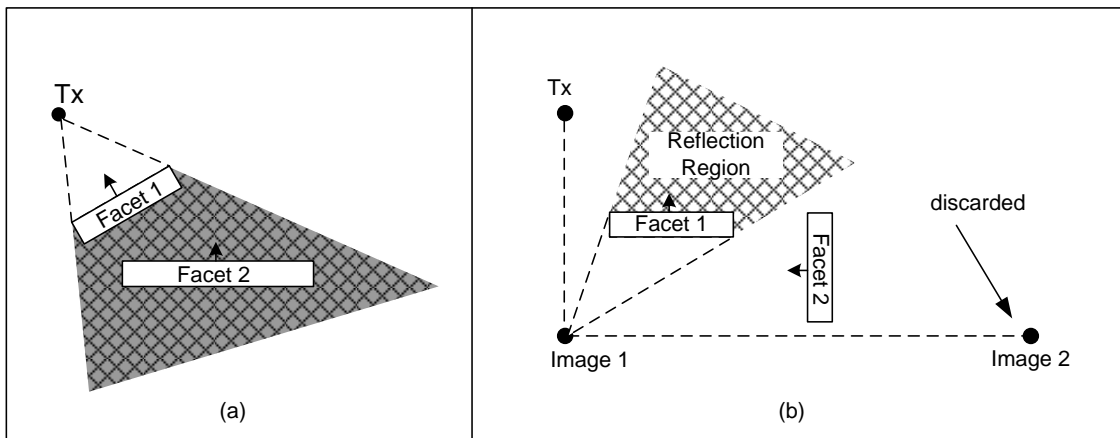 Tx
Facet 1
Facet 2
(a)
Tx
Reflection
Region
Facet 1
Facet 2
discarded
Image 1
Image 2
(b)